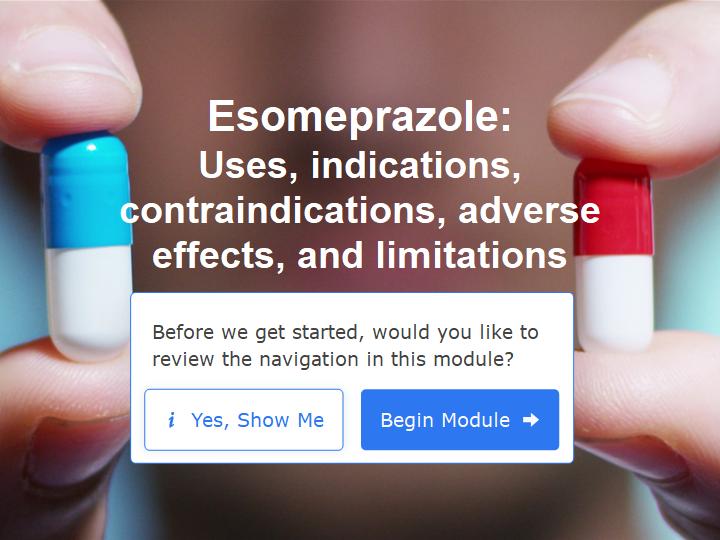 Esomeprazole:
Uses, indications,
contraindications, adverse
effects, and limitations
Before we get started, would you like to
review the navigation in this module?
Yes, Show Me
Begin Module